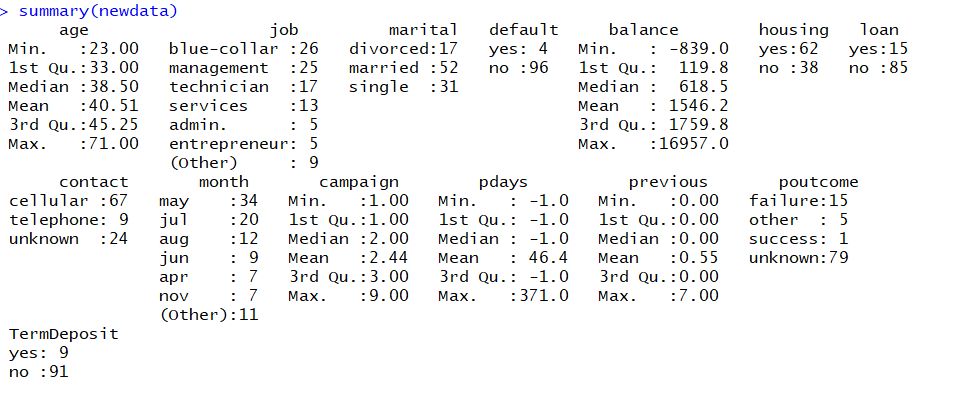 > summary(newdata)
      age                job         marital    default      balance         housing   loan
 Min.   :23.00   blue-collar :26   divorced:17   yes: 4   Min.   : -839.0   yes:62   yes:15
 1st Qu.:33.00   management  :25   married :52   no :96   1st Qu.:  119.8   no :38   no :85
 Median :38.50   technician  :17   single  :31            Median :  618.5
 Mean   :40.51   services    :13                          Mean   : 1546.2
 3rd Qu.:45.25   admin.      : 5                          3rd Qu.: 1759.8
 Max.   :71.00   entrepreneur: 5                          Max.   :16957.0
                 (Other)     : 9
      contact       month       campaign        pdays          previous       poutcome
 cellular :67   may    :34   Min.   :1.00   Min.   : -1.0   Min.   :0.00   failure:15
 telephone: 9   jul    :20   1st Qu.:1.00   1st Qu.: -1.0   1st Qu.:0.00   other  : 5
 unknown  :24   aug    :12   Median :2.00   Median : -1.0   Median :0.00   success: 1
                jun    : 9   Mean   :2.44   Mean   : 46.4   Mean   :0.55   unknown:79
                apr    : 7   3rd Qu.:3.00   3rd Qu.: -1.0   3rd Qu.:0.00
                nov    : 7   Max.   :9.00   Max.   :371.0   Max.   :7.00
                (Other):11
 TermDeposit
 yes: 9
 no :91